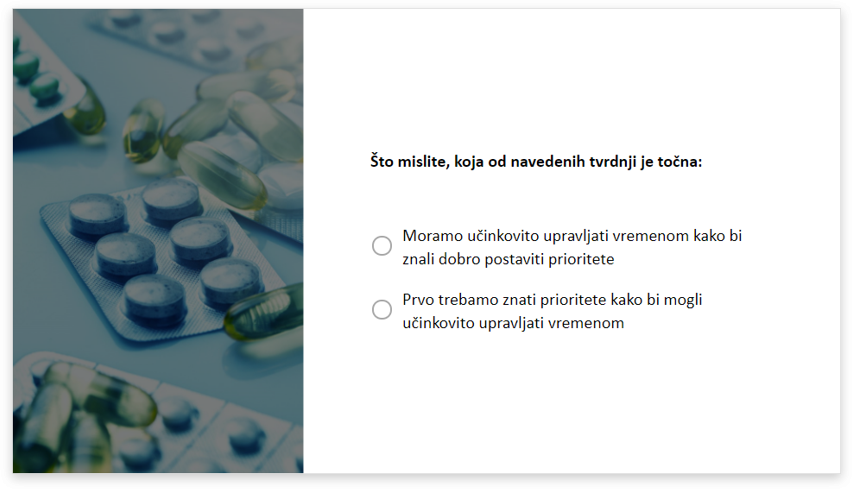 Što mislite, koja od navedenih tvrdnji je točna:
Moramo učinkovito upravljati vremenom kako bi
znali dobro postaviti prioritete
Prvo trebamo znati prioritete kako bi mogli
učinkovito upravljati vremenom